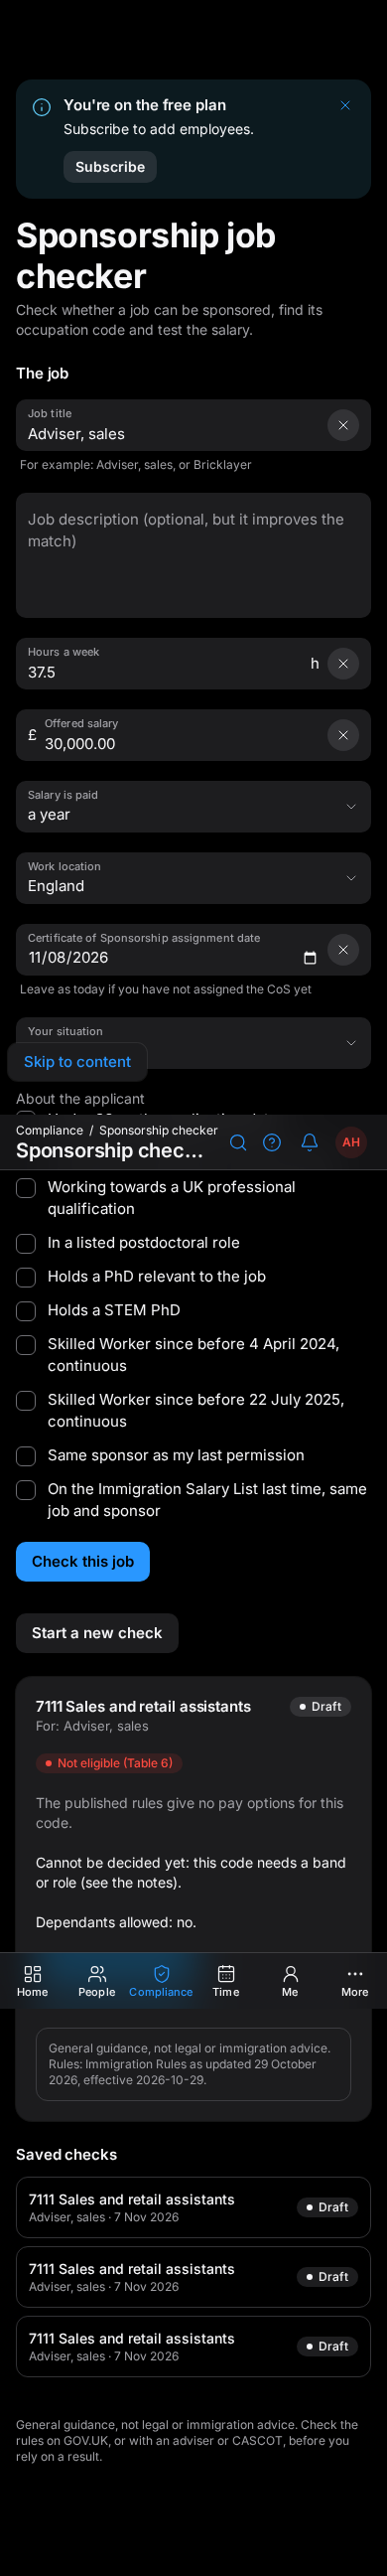 You're on the free plan
Subscribe to add employees.
Subscribe
Sponsorship job
checker
Check whether a job can be sponsored, find its
occupation code and test the salary.
The job
Job title
Adviser, sales
For example: Adviser, sales, or Bricklayer
Job description (optional, but it improves the
match)
Hours a week
37.5
h
Offered salary
£ 30,000.00
Salary is paid
a year
Work location
England
Certificate of Sponsorship assignment date
11/08/2026
Leave as today if you have not assigned the CoS yet
Your situation
Skip to content
About the applicant
Compliance / Sponsorship checker
Sponsorship chec...
AH
Working towards a UK professional
qualification
In a listed postdoctoral role
Holds a PhD relevant to the job
Holds a STEM PhD
Skilled Worker since before 4 April 2024,
continuous
Skilled Worker since before 22 July 2025,
continuous
Same sponsor as my last permission
On the Immigration Salary List last time, same
job and sponsor
Check this job
Start a new check
7111 Sales and retail assistants
Draft
For: Adviser, sales
Not eligible (Table 6)
The published rules give no pay options for this
code.
Cannot be decided yet: this code needs a band
or role (see the notes).
Dependants allowed: no.
Home
People
Compliance
Time
Me
More
General guidance, not legal or immigration advice.
Rules: Immigration Rules as updated 29 October
2026, effective 2026-10-29.
Saved checks
7111 Sales and retail assistants
Adviser, sales · 7 Nov 2026
Draft
7111 Sales and retail assistants
Adviser, sales · 7 Nov 2026
Draft
7111 Sales and retail assistants
Adviser, sales · 7 Nov 2026
Draft
General guidance, not legal or immigration advice. Check the
rules on GOV.UK, or with an adviser or CASCOT, before you
rely on a result.